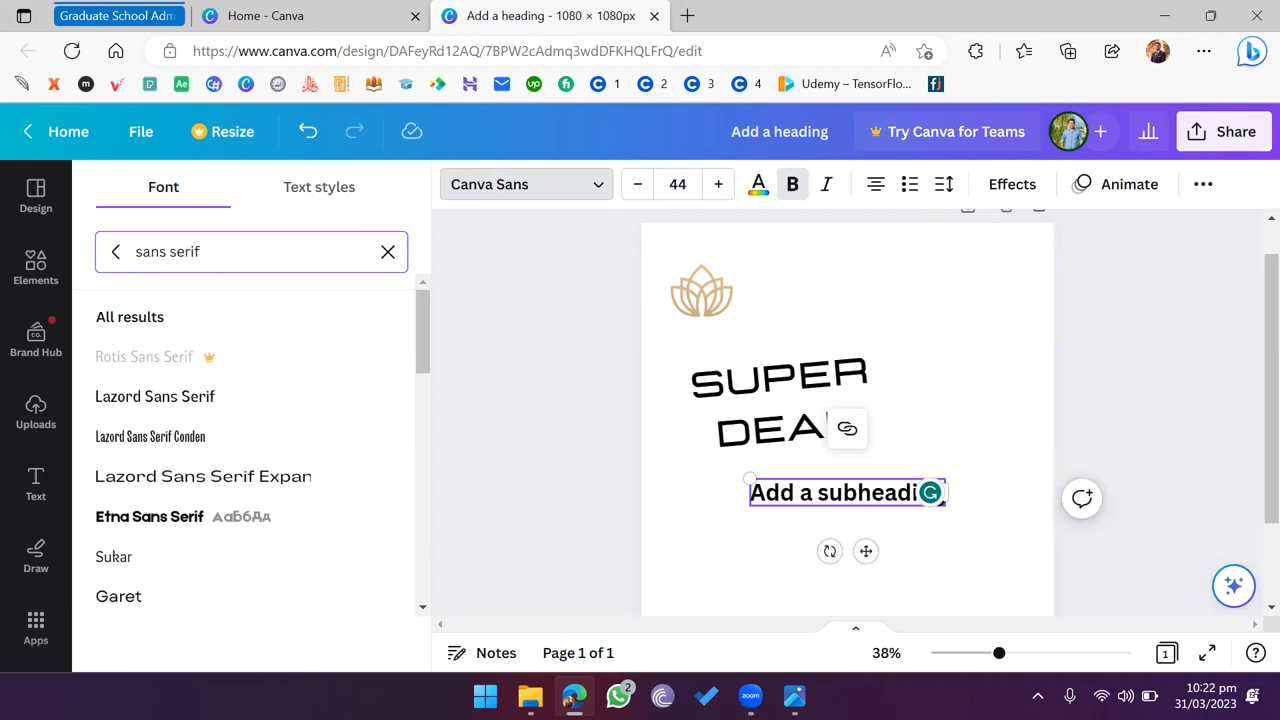 Graduate School Admi
Home - Canva
Add a heading - 1080 × 1080px
https://www.canva.com/design/DAFeyRd12AQ/7BPW2cAdmq3wdDFKHQLFrQ/edit
1
2
3
4
Udemy – TensorFlo...
Home
File
Resize
Add a heading
Try Canva for Teams
Share
Font
Text styles
Canva Sans
44
A
B
I
Effects
Animate
Design
Elements
CO.
Brand Hub
Uploads
Text
Draw
Apps
sans serif
All results
Rotis Sans Serif
Lazord Sans Serif
Lazord Sans Serif Conden
Lazord Sans Serif Expan
Etna Sans Serif АаБбДд
Sukar
Garet
SUPER
DEA
Add a subheadi
Notes
Page 1 of 1
38%
1
2
10:22 pm
31/03/2023